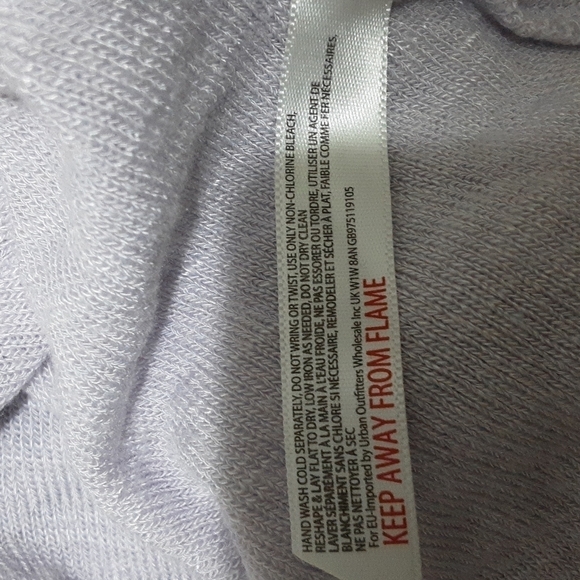 HAND WASH COLD SEPARATELY, DO NOT WRING OR TWIST, USE ONLY NON-CHLORINE BLEACH,
RESHAPE & LAY FLAT TO DRY, LOW IRON AS NEEDED, DO NOT DRY CLEAN
LAVER SÉPARÉMENT À LA MAIN À L'EAU FROIDE, NE PAS ESSORER OU TORDRE, UTILISER UN AGENT DE
BLANCHIMENT SANS CHLORE SI NÉCESSAIRE, REMODELER ET SÉCHER À PLAT, FAIBLE COMME FER NÉCESSAIRES,
NE PAS NETTOYER À SEC
For EU-Imported by Urban Outfitters Wholesale Inc UK W1W 8AN GB975119105
KEEP AWAY FROM FLAME